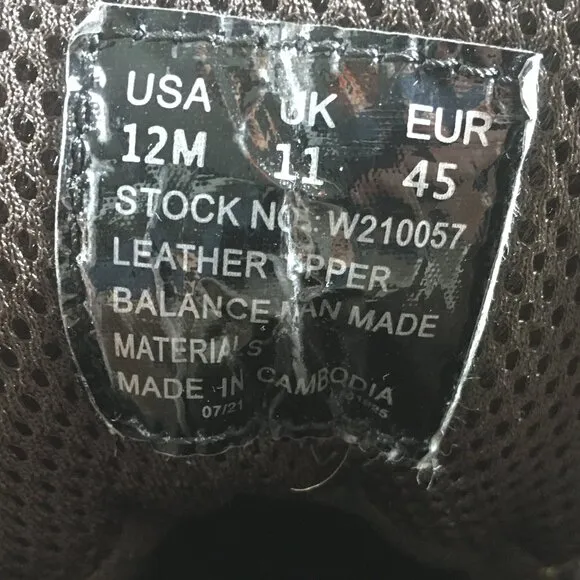 USA UK EUR
12M 11 45
STOCK NO: W210057
LEATHER UPPER
BALANCE MAN MADE
MATERIALS
MADE IN CAMBODIA
07/21